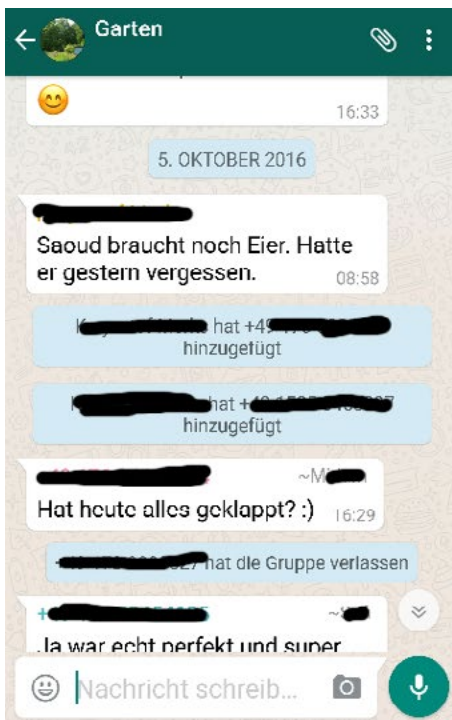 Garten
16:33
5. OKTOBER 2016
Saoud braucht noch Eier. Hatte
er gestern vergessen.
08:58
hat +49
hinzugefügt
hat +
hinzugefügt
Hat heute alles geklappt? :)
16:29
hat die Gruppe verlassen
Ja war echt perfekt und super
Nachricht schreib...